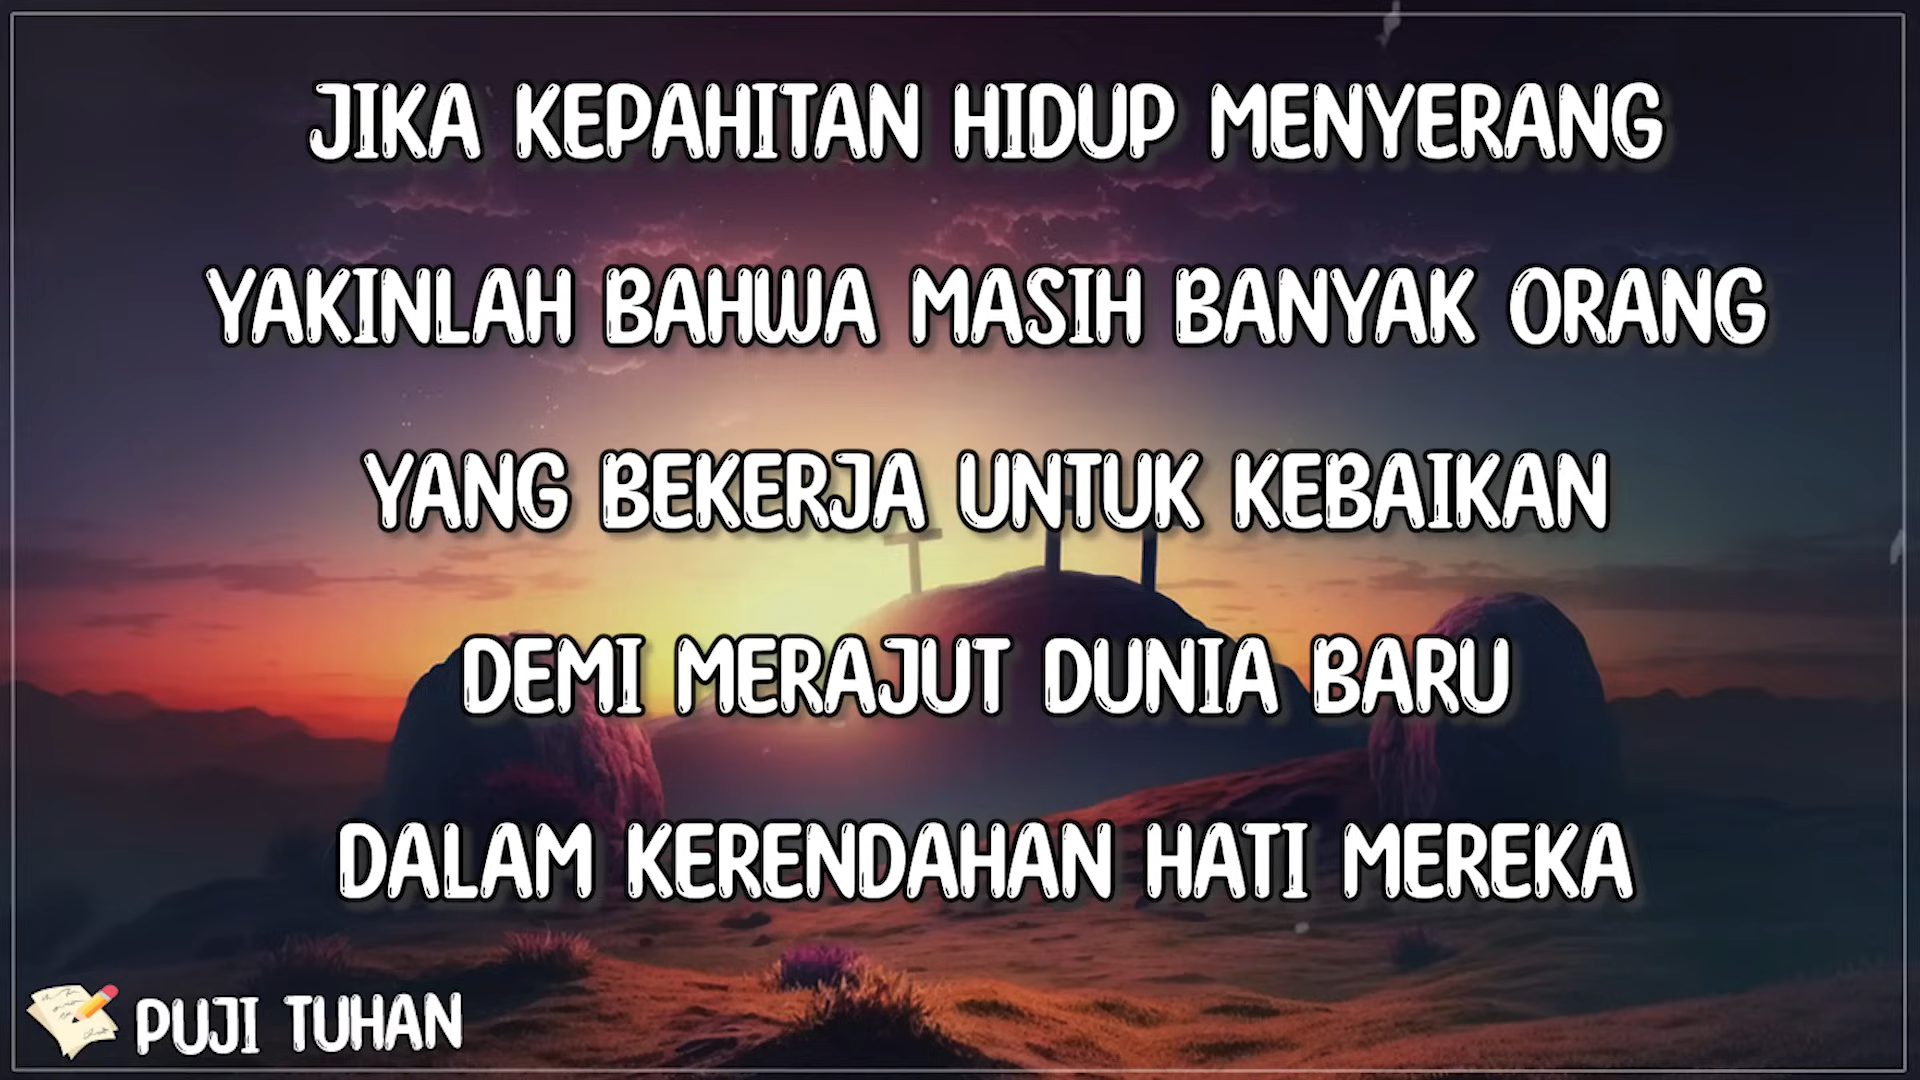 JIKA KEPAHITAN HIDUP MENYERANG
YAKINLAH BAHWA MASIH BANYAK ORANG
YANG BEKERJA UNTUK KEBAIKAN
DEMI MERAJUT DUNIA BARU
DALAM KERENDAHAN HATI MEREKA
PUJI TUHAN